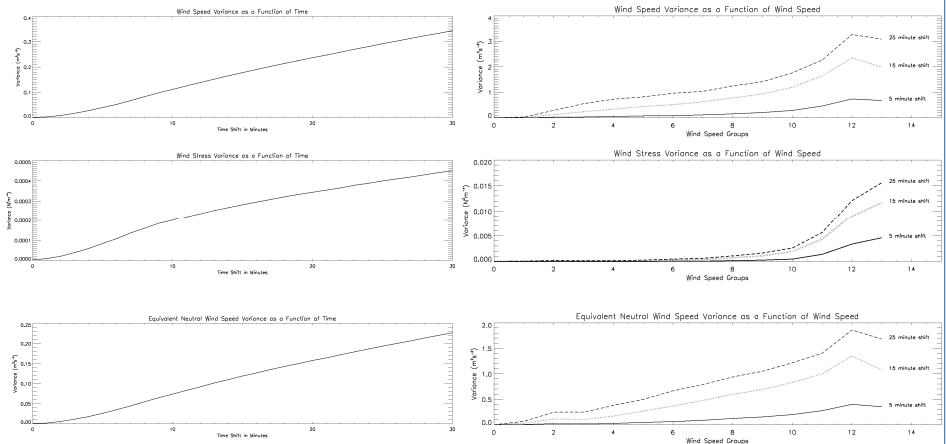 Wind Speed Variance as a Function of Time
0.4
0.3
0.2
0.1
0.0
Variance (m²s⁻²)
0
10
20
30
Time Shift in Minutes
Wind Speed Variance as a Function of Wind Speed
4
3
2
1
0
Variance (m²s⁻²)
25 minute shift
15 minute shift
5 minute shift
0
2
4
6
8
10
12
14
Wind Speed Groups
Wind Stress Variance as a Function of Time
0.0005
0.0004
0.0003
0.0002
0.0001
0.0000
Variance (N²m⁻⁴)
0
10
20
30
Time Shift in Minutes
Wind Stress Variance as a Function of Wind Speed
0.020
0.015
0.010
0.005
0.000
Variance (N²m⁻⁴)
25 minute shift
15 minute shift
5 minute shift
0
2
4
6
8
10
12
14
Wind Speed Groups
Equivalent Neutral Wind Speed Variance as a Function of Time
0.25
0.20
0.15
0.10
0.05
0.00
Variance
0
10
20
30
Time Shift in Minutes
Equivalent Neutral Wind Speed Variance as a Function of Wind Speed
2.0
1.5
1.0
0.5
0.0
Variance
25 minute shift
15 minute shift
5 minute shift
0
2
4
6
8
10
12
14
Wind Speed Groups